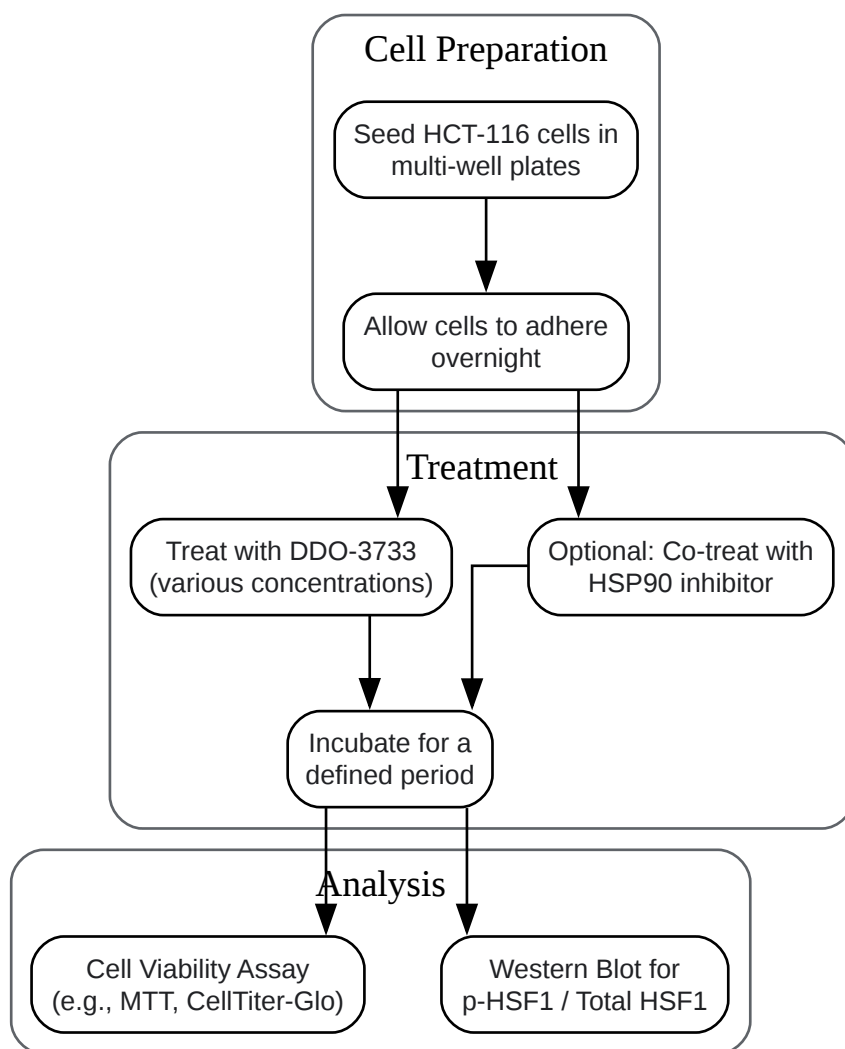 Cell Preparation
Seed HCT-116 cells in
multi-well plates
Allow cells to adhere
overnight
Treatment
Treat with DDO-3733
(various concentrations)
Optional: Co-treat with
HSP90 inhibitor
Incubate for a
defined period
Analysis
Cell Viability Assay
(e.g., MTT, CellTiter-Glo)
Western Blot for
p-HSF1 / Total HSF1